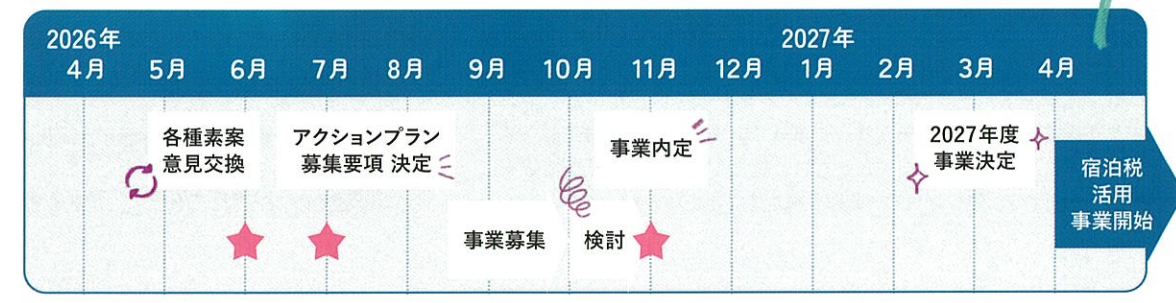 2026年
4月 5月 6月 7月 8月 9月 10月 11月 12月
2027年
1月 2月 3月 4月
各種素案
意見交換
アクションプラン
募集要項 決定
事業内定
2027年度
事業決定
宿泊税
活用
事業開始
事業募集
検討